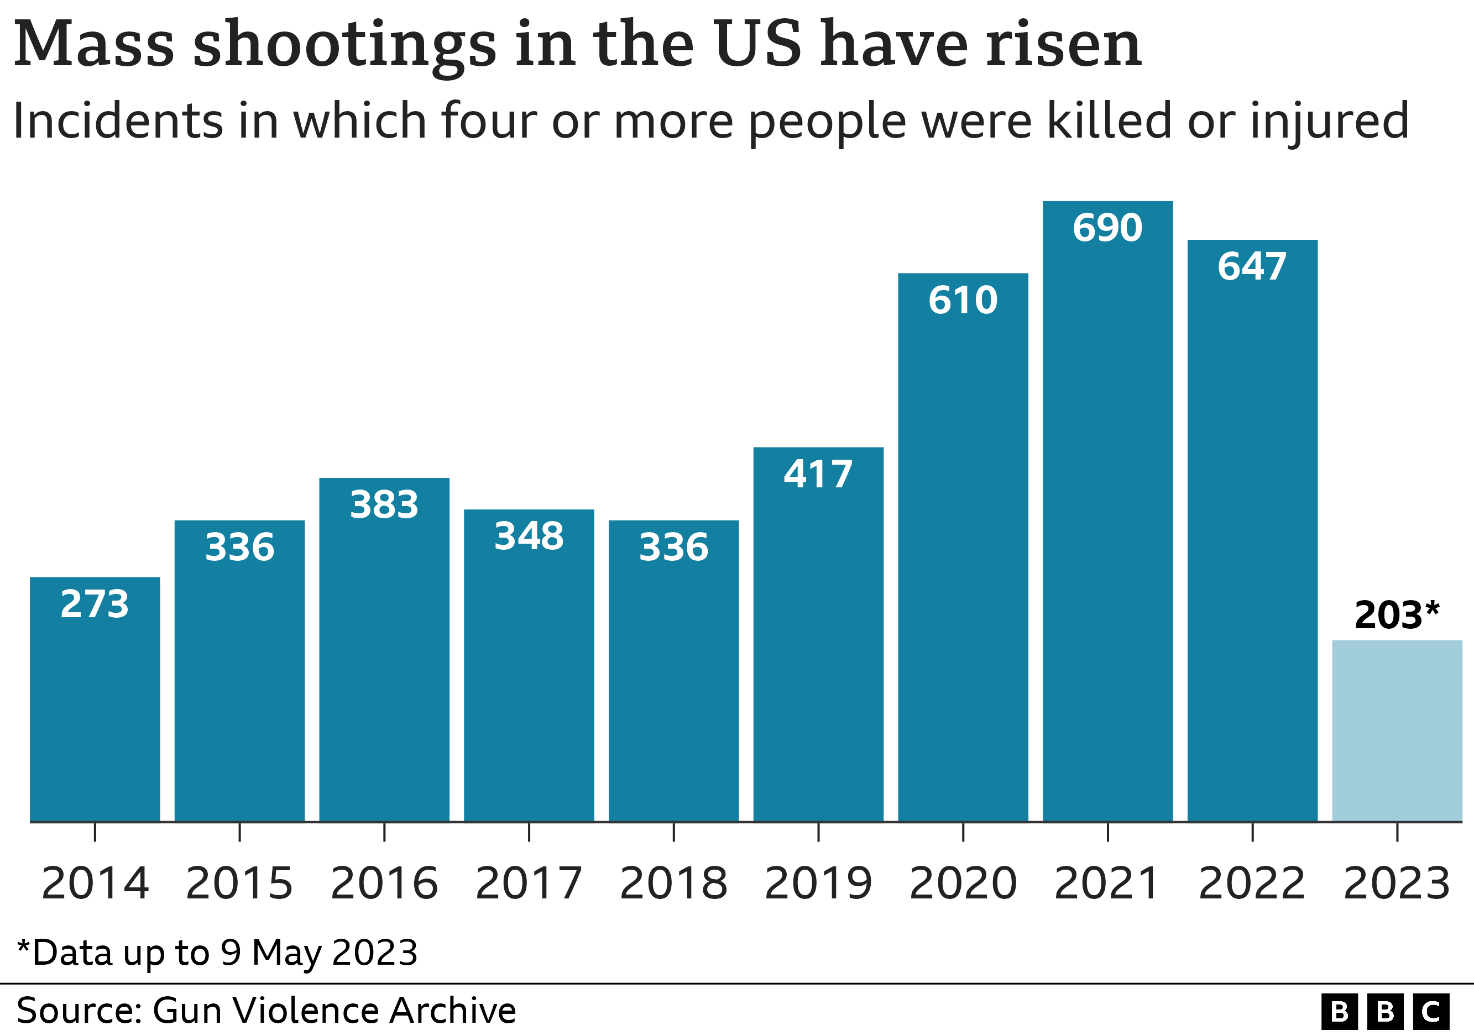 Mass shootings in the US have risen
Incidents in which four or more people were killed or injured
273
336
383
348
336
417
610
690
647
203*
2014 2015 2016 2017 2018 2019 2020 2021 2022 2023
*Data up to 9 May 2023
Source: Gun Violence Archive
BBC